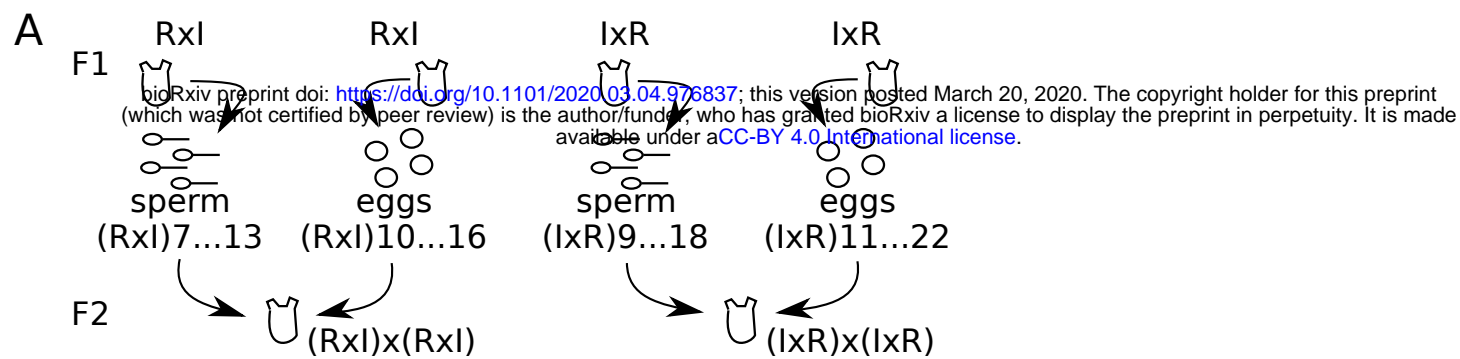 A
RxI RxI IxR IxR
F1
bioRxiv preprint doi: https://doi.org/10.1101/2020.03.04.976837; this version posted March 20, 2020. The copyright holder for this preprint
(which was not certified by peer review) is the author/funder, who has granted bioRxiv a license to display the preprint in perpetuity. It is made
available under aCC-BY 4.0 International license.
sperm eggs sperm eggs
(RxI)7...13 (RxI)10...16 (IxR)9...18 (IxR)11...22
F2
(RxI)x(RxI) (IxR)x(IxR)